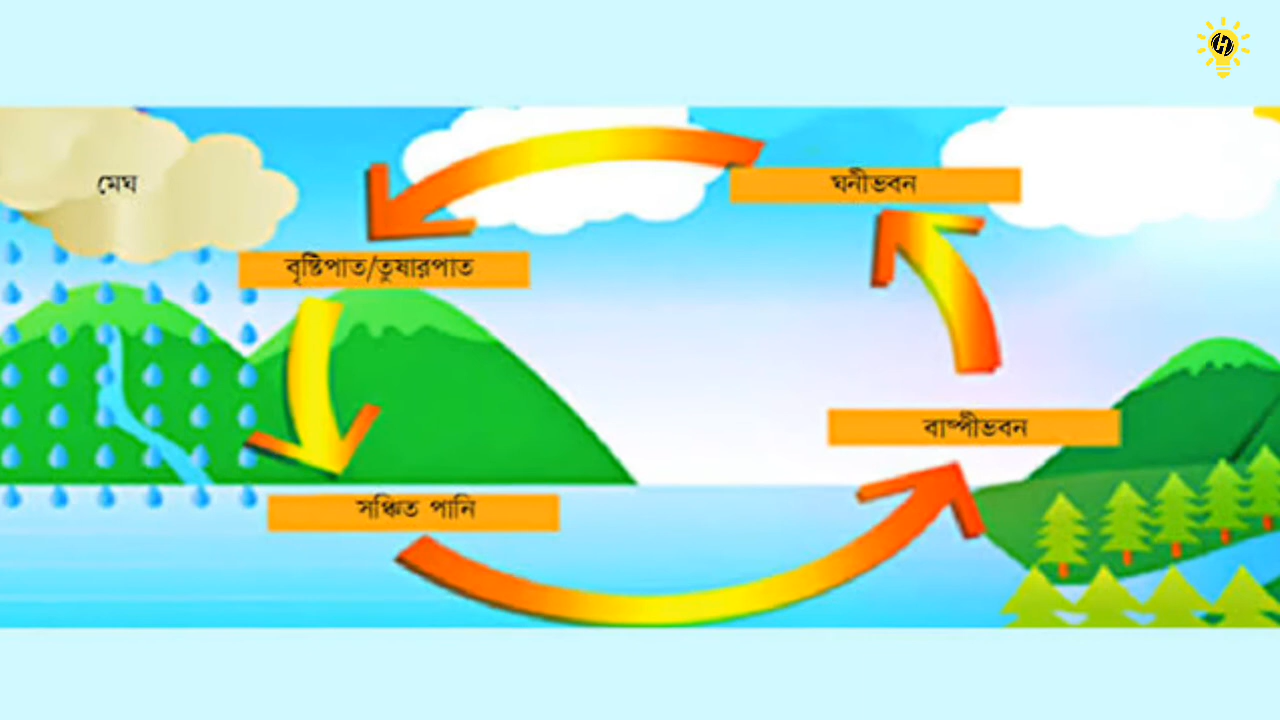 মেঘ
ঘনীভবন
বৃষ্টিপাত/তুষারপাত
বাষ্পীভবন
সঞ্চিত পানি